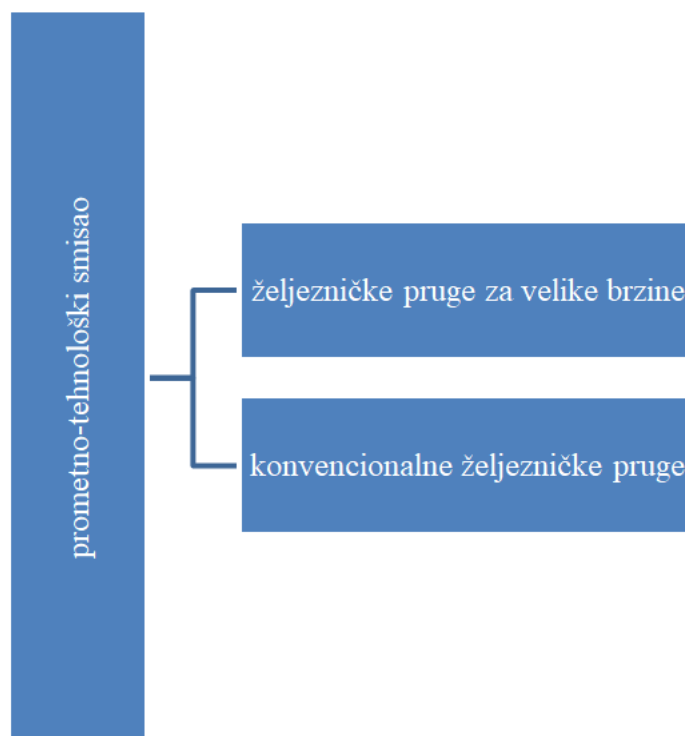 prometno-tehnološki smisao
željezničke pruge za velike brzine
konvencionalne željezničke pruge